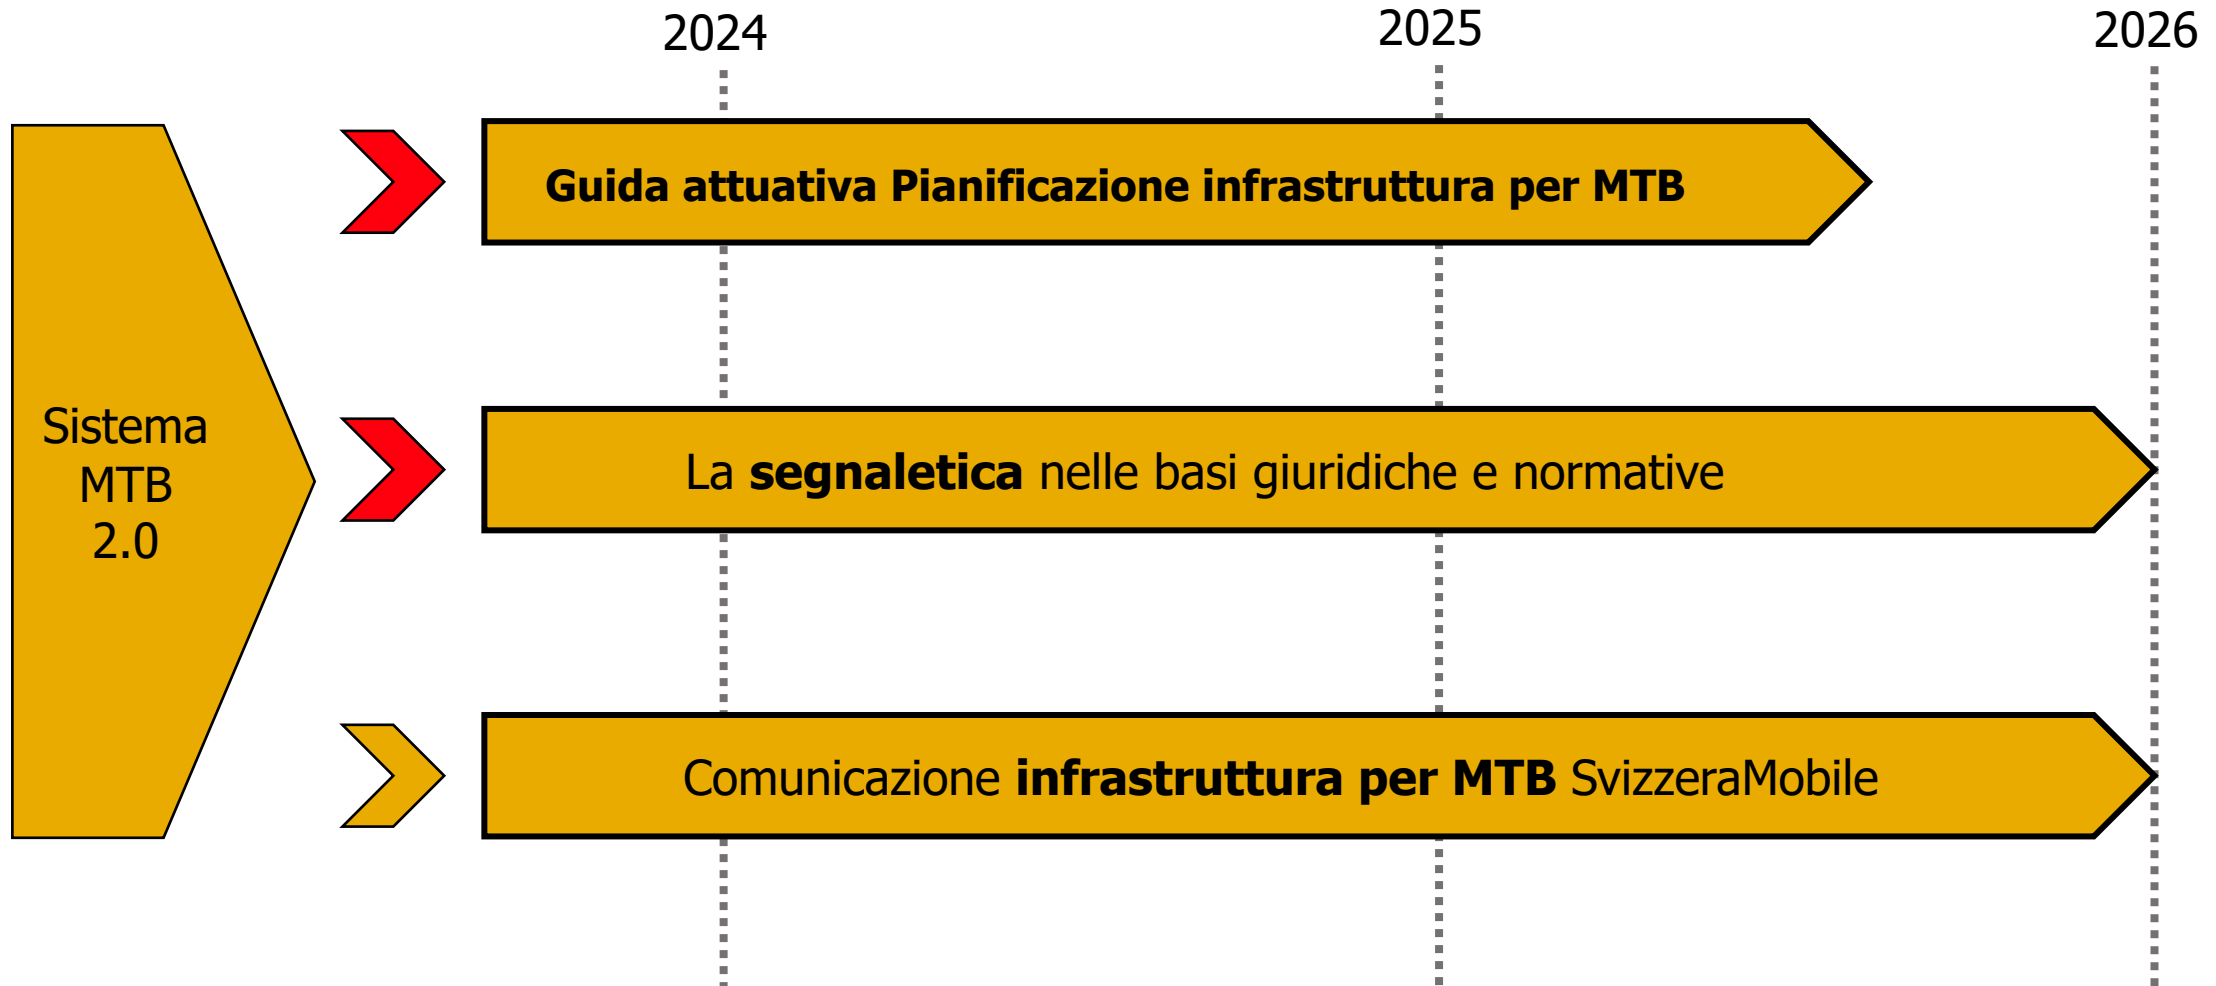 2024
2025
2026
Guida attuativa Pianificazione infrastruttura per MTB
Sistema
MTB
2.0
La segnaletica nelle basi giuridiche e normative
Comunicazione infrastruttura per MTB SvizzeraMobile